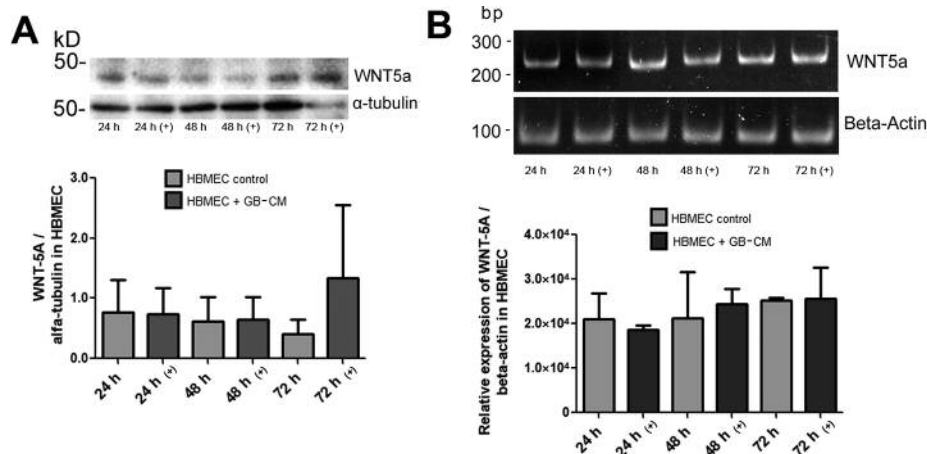 A
kD
50-
WNT5a
50-
α-tubulin
24 h 24 h (+) 48 h 48 h (+) 72 h 72 h (+)
HBMEC control
HBMEC + GB-CM
WNT-5A /
alfa-tubulin in HBMEC
3.0
2.0
1.0
0.0
24 h 24 h (+) 48 h 48 h (+) 72 h 72 h (+)
B
bp
300 -
200 -
WNT5a
100 -
Beta-Actin
24 h 24 h (+) 48 h 48 h (+) 72 h 72 h (+)
HBMEC control
HBMEC + GB-CM
Relative expression of WNT-5A /
beta-actin in HBMEC
4.0×10⁴
3.0×10⁴
2.0×10⁴
1.0×10⁴
0
24 h 24 h (+) 48 h 48 h (+) 72 h 72 h (+)